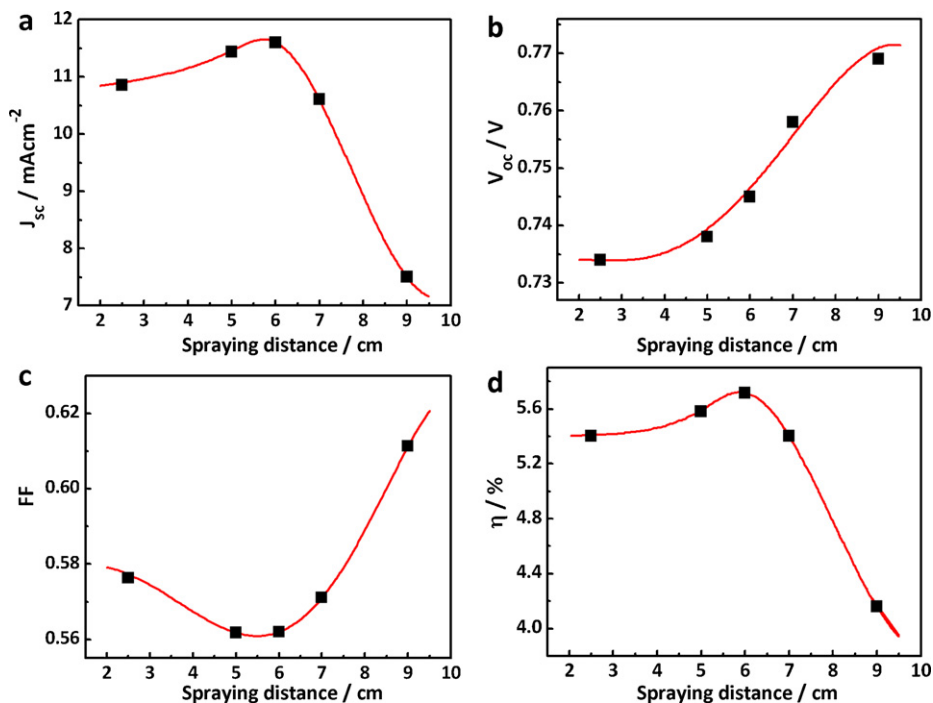 a
12
11
10
9
8
7
J_sc / mAcm^-2
2 3 4 5 6 7 8 9 10
Spraying distance / cm
b
0.77
0.76
0.75
0.74
0.73
V_oc / V
2 3 4 5 6 7 8 9 10
Spraying distance / cm
c
0.62
0.60
0.58
0.56
FF
2 3 4 5 6 7 8 9 10
Spraying distance / cm
d
5.6
5.2
4.8
4.4
4.0
η / %
2 3 4 5 6 7 8 9 10
Spraying distance / cm